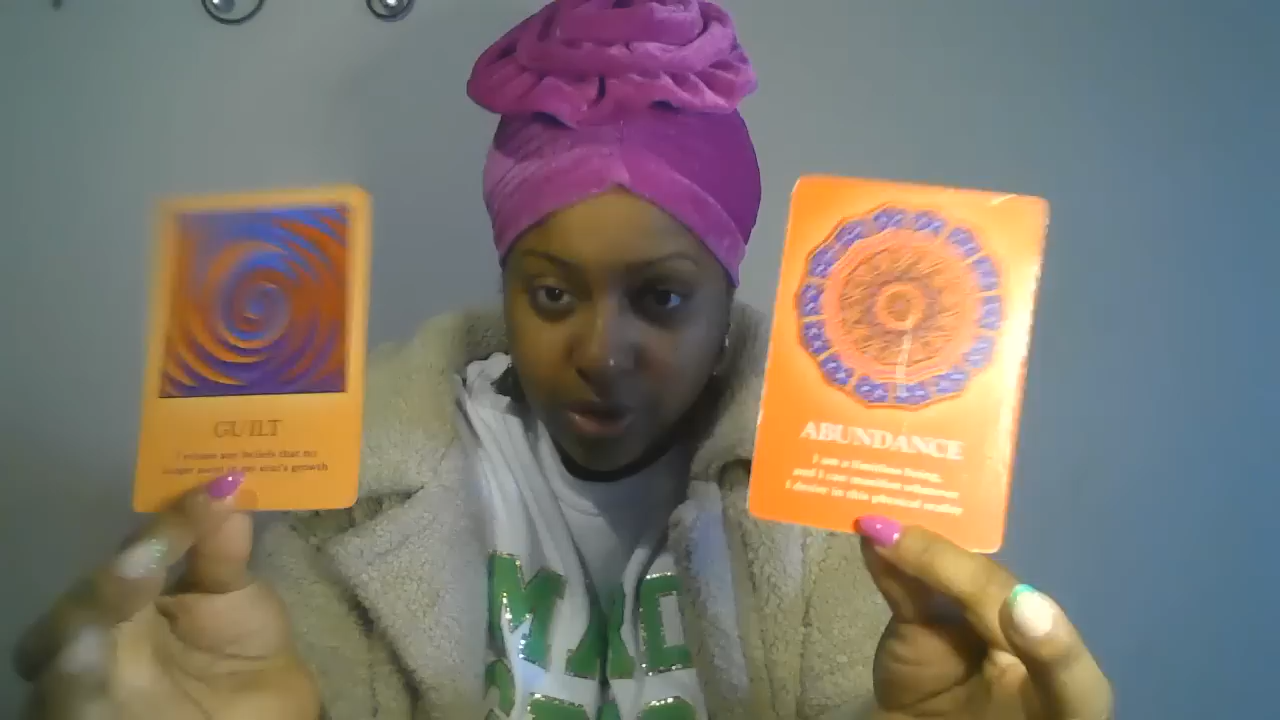 GUILT
I release any beliefs that no
longer assist in my soul's growth
ABUNDANCE
I am a limitless being,
and I can manifest whatever
I desire in this physical reality